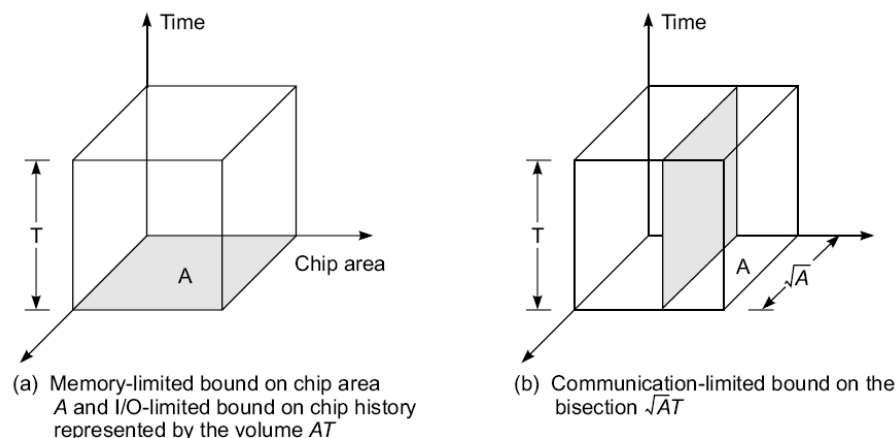 Time
T
A
Chip area
(a) Memory-limited bound on chip area
A and I/O-limited bound on chip history
represented by the volume AT
Time
T
A
√A
(b) Communication-limited bound on the
bisection √AT